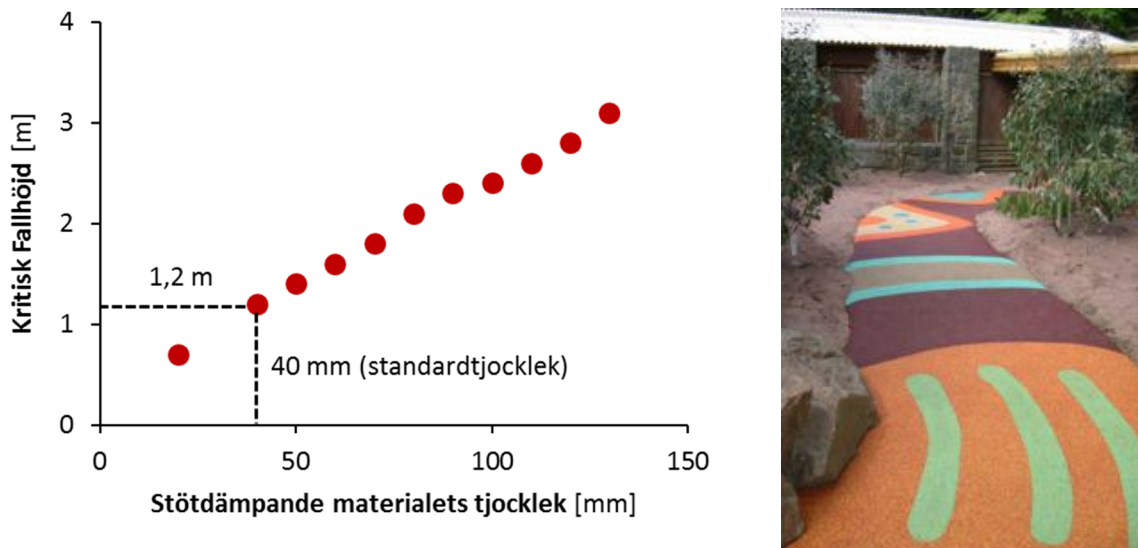 4
3
2
1
0
Kritisk Fallhöjd [m]
1,2 m
40 mm (standardtjocklek)
0 50 100 150
Stötdämpande materialets tjocklek [mm]